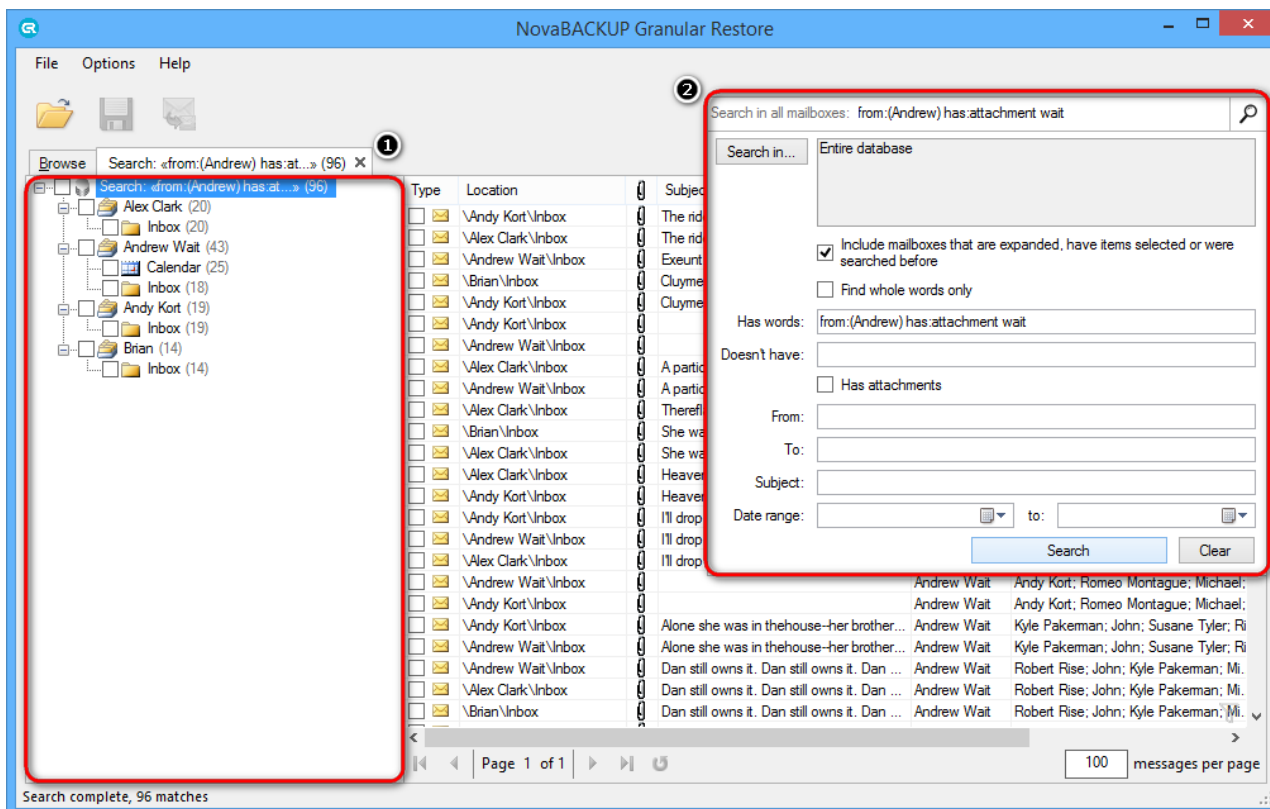 NovaBACKUP Granular Restore
File Options Help
❷
Search in all mailboxes: from:(Andrew) has:attachment wait
❶
Browse Search: «from:(Andrew) has:at...» (96)
Search in... Entire database
Search: «from:(Andrew) has:at...» (96)
Alex Clark (20)
Inbox (20)
Andrew Wait (43)
Calendar (25)
Inbox (18)
Andy Kort (19)
Inbox (19)
Brian (14)
Inbox (14)
Type Location Subjec
\Andy Kort\Inbox The rid
\Alex Clark\Inbox The rid
\Andrew Wait\Inbox Exeunt
\Brian\Inbox Cluyme
\Andy Kort\Inbox Cluyme
\Andy Kort\Inbox
\Andrew Wait\Inbox
\Alex Clark\Inbox A partic
\Andrew Wait\Inbox A partic
\Alex Clark\Inbox Therefl
\Brian\Inbox She wa
\Alex Clark\Inbox She wa
\Alex Clark\Inbox Heaver
\Andy Kort\Inbox Heaver
\Andy Kort\Inbox I'll drop
\Andrew Wait\Inbox I'll drop
\Alex Clark\Inbox I'll drop
\Andrew Wait\Inbox Andrew Wait Andy Kort; Romeo Montague; Michael;
\Andy Kort\Inbox Andrew Wait Andy Kort; Romeo Montague; Michael;
\Andy Kort\Inbox Alone she was in thehouse--her brother... Andrew Wait Kyle Pakerman; John; Susane Tyler; Ri
\Andrew Wait\Inbox Alone she was in thehouse--her brother... Andrew Wait Kyle Pakerman; John; Susane Tyler; Ri
\Andrew Wait\Inbox Dan still owns it. Dan still owns it. Dan ... Andrew Wait Robert Rise; John; Kyle Pakerman; Mi.
\Alex Clark\Inbox Dan still owns it. Dan still owns it. Dan ... Andrew Wait Robert Rise; John; Kyle Pakerman; Mi.
\Brian\Inbox Dan still owns it. Dan still owns it. Dan ... Andrew Wait Robert Rise; John; Kyle Pakerman; Mi.
Include mailboxes that are expanded, have items selected or were
searched before
Find whole words only
Has words: from:(Andrew) has:attachment wait
Doesn't have:
Has attachments
From:
To:
Subject:
Date range: to:
Search Clear
Page 1 of 1 100 messages per page
Search complete, 96 matches